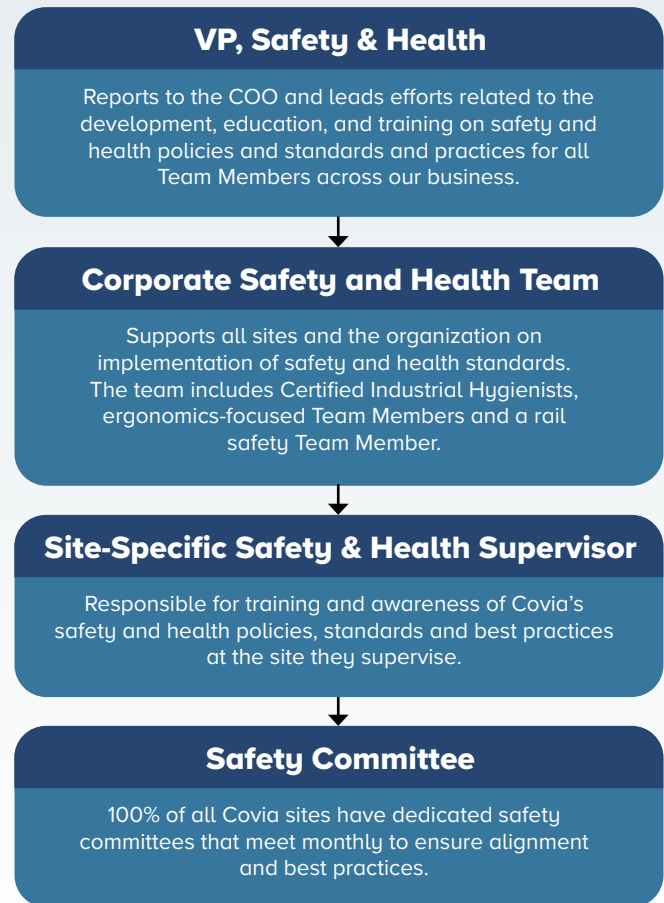 VP, Safety & Health
Reports to the COO and leads efforts related to the
development, education, and training on safety and
health policies and standards and practices for all
Team Members across our business.
Corporate Safety and Health Team
Supports all sites and the organization on
implementation of safety and health standards.
The team includes Certified Industrial Hygienists,
ergonomics-focused Team Members and a rail
safety Team Member.
Site-Specific Safety & Health Supervisor
Responsible for training and awareness of Covia’s
safety and health policies, standards and best practices
at the site they supervise.
Safety Committee
100% of all Covia sites have dedicated safety
committees that meet monthly to ensure alignment
and best practices.